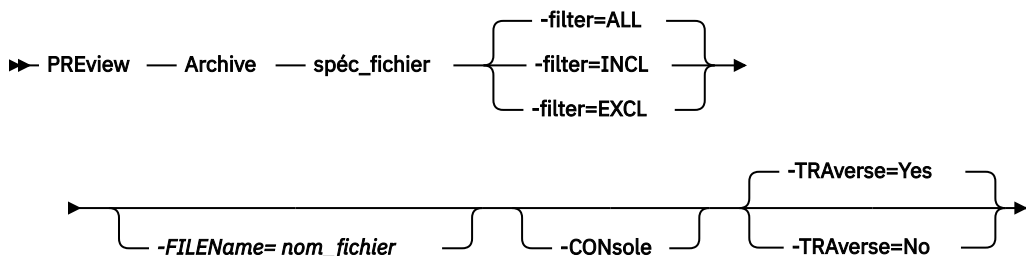 -filter=ALL
PREview Archive spéc_fichier -filter=INCL
-filter=EXCL
-TRAverse=Yes
-FILEName= nom_fichier -CONsole -TRAverse=No